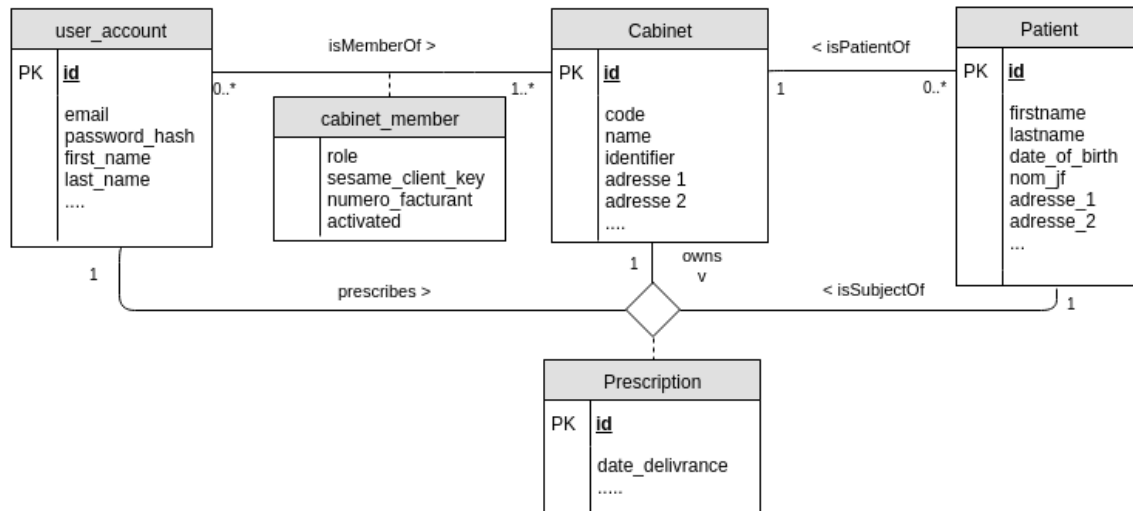 user_account
PK
id
email
password_hash
first_name
last_name
....
isMemberOf >
0..*
1..*
cabinet_member
role
sesame_client_key
numero_facturant
activated
Cabinet
PK
id
code
name
identifier
adresse 1
adresse 2
....
< isPatientOf
1
0..*
Patient
PK
id
firstname
lastname
date_of_birth
nom_jf
adresse_1
adresse_2
...
1
prescribes >
1
owns
v
< isSubjectOf
1
Prescription
PK
id
date_delivrance
.....